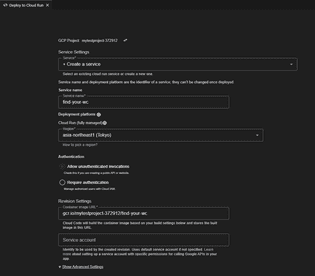 Deploy to Cloud Run
GCP Project mytestproject-372912
Service Settings
Service*
+ Create a service
Select an existing cloud run service or create a new one.
Service name and deployment platform are the identifier of a service; they can't be changed once deployed.
Service name
Service name*
find-your-wc
Deployment platform
Cloud Run (fully managed)
Region*
asia-northeast1 (Tokyo)
How to pick a region?
Authentication
Allow unauthenticated invocations
Check this if you are creating a public API or website.
Require authentication
Manage authorized users with Cloud IAM.
Revision Settings
Container image URL*
gcr.io/mytestproject-372912/find-your-wc
Cloud Code will build the container image based on your build settings below and stores the built
image at this URL.
Service account
Identity to be used by the created revision. Uses default service account if not specified. Learn
more about setting up a service account with specific permissions for calling Google APIs in your
app.
Show Advanced Settings